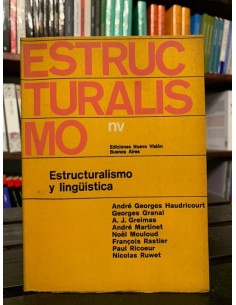 ESTRUC
TURALIS
MO
nv
Ediciones Nueva Visión
Buenos Aires
Estructuralismo
y lingüística
André Georges Haudricourt
Georges Granai
A. J. Greimas
André Martinet
Noël Mouloud
François Rastier
Paul Ricoeur
Nicolas Ruwet